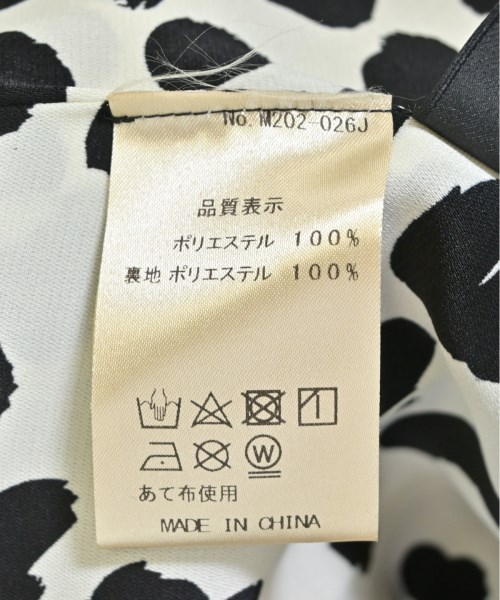 No. M202-026J
品質表示
ポリエステル 100%
裏地 ポリエステル 100%
W
あて布使用
MADE IN CHINA